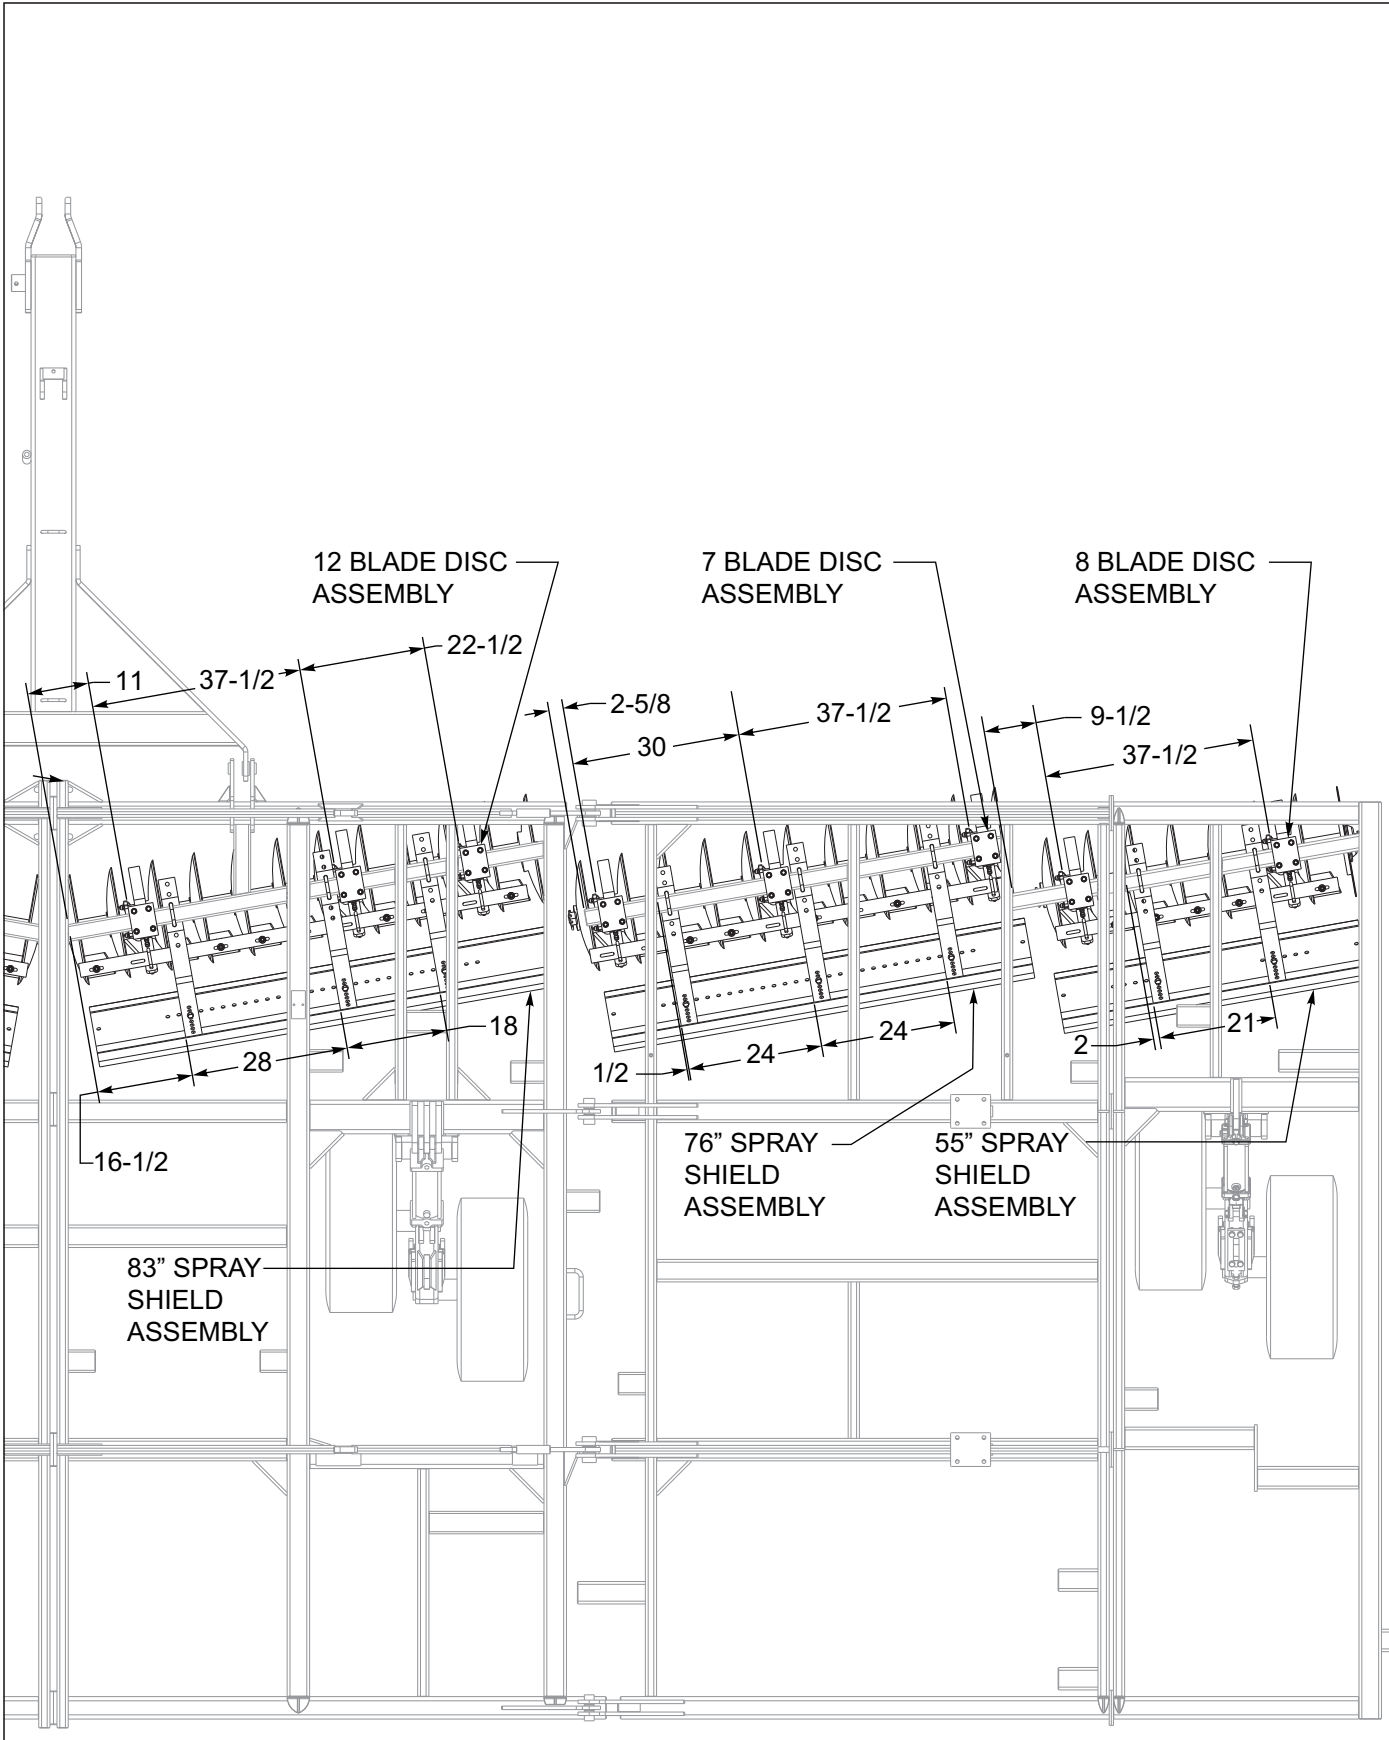 12 BLADE DISC
ASSEMBLY
7 BLADE DISC
ASSEMBLY
8 BLADE DISC
ASSEMBLY
22-1/2
11
37-1/2
2-5/8
37-1/2
9-1/2
30
37-1/2
18
28
24
24
1/2
2
21
16-1/2
76” SPRAY
SHIELD
ASSEMBLY
55” SPRAY
SHIELD
ASSEMBLY
83” SPRAY
SHIELD
ASSEMBLY